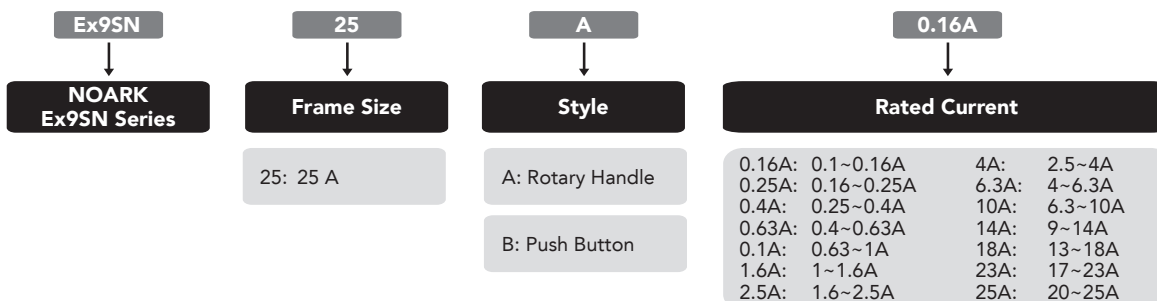 Ex9SN
25
A
0.16A
NOARK
Ex9SN Series
Frame Size
Style
Rated Current
25: 25 A
A: Rotary Handle
B: Push Button
0.16A: 0.1~0.16A
0.25A: 0.16~0.25A
0.4A: 0.25~0.4A
0.63A: 0.4~0.63A
0.1A: 0.63~1A
1.6A: 1~1.6A
2.5A: 1.6~2.5A
4A: 2.5~4A
6.3A: 4~6.3A
10A: 6.3~10A
14A: 9~14A
18A: 13~18A
23A: 17~23A
25A: 20~25A